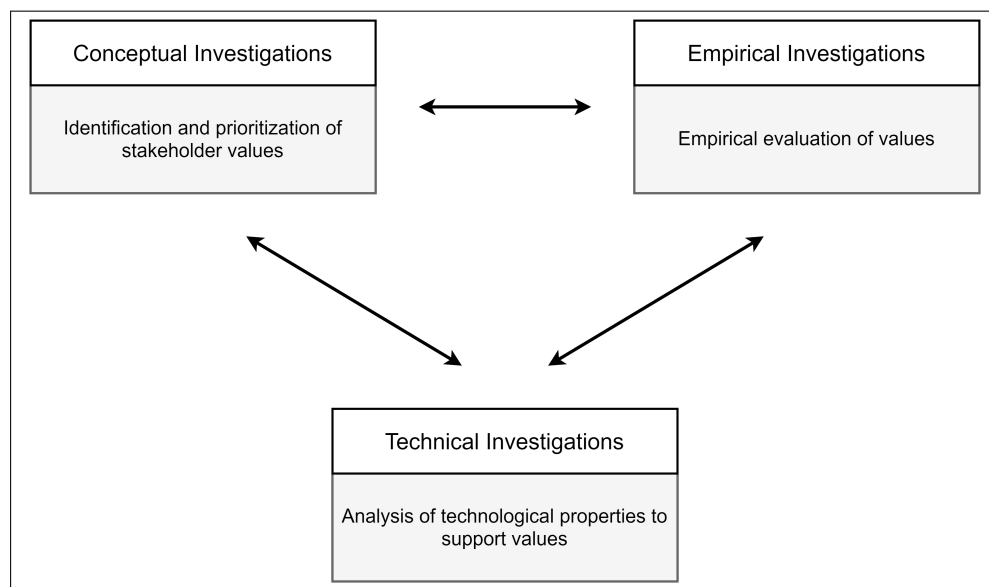 Conceptual Investigations
Identification and prioritization of
stakeholder values
Empirical Investigations
Empirical evaluation of values
Technical Investigations
Analysis of technological properties to
support values